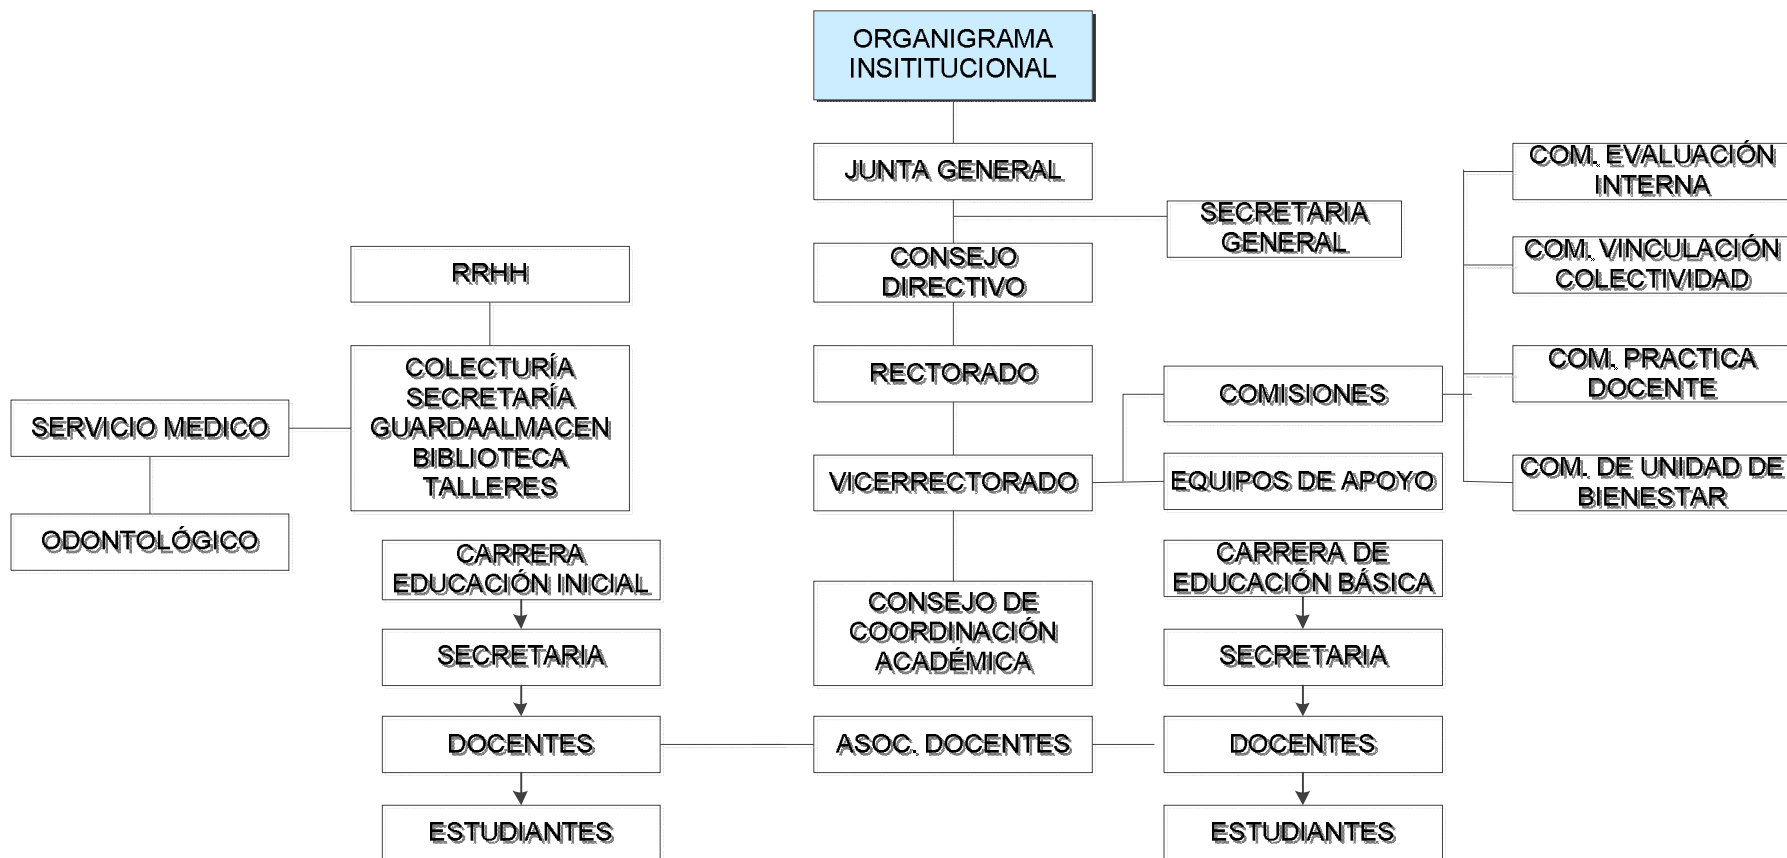 ORGANIGRAMA
INSITITUCIONAL
JUNTA GENERAL
SECRETARIA
GENERAL
CONSEJO
DIRECTIVO
RECTORADO
VICERRECTORADO
CONSEJO DE
COORDINACIÓN
ACADÉMICA
ASOC. DOCENTES
COMISIONES
EQUIPOS DE APOYO
COM. EVALUACIÓN
INTERNA
COM. VINCULACIÓN
COLECTIVIDAD
COM. PRACTICA
DOCENTE
COM. DE UNIDAD DE
BIENESTAR
RRHH
COLECTURÍA
SECRETARÍA
GUARDAALMACEN
BIBLIOTECA
TALLERES
SERVICIO MEDICO
ODONTOLÓGICO
CARRERA
EDUCACIÓN INICIAL
SECRETARIA
DOCENTES
ESTUDIANTES
CARRERA DE
EDUCACIÓN BÁSICA
SECRETARIA
DOCENTES
ESTUDIANTES